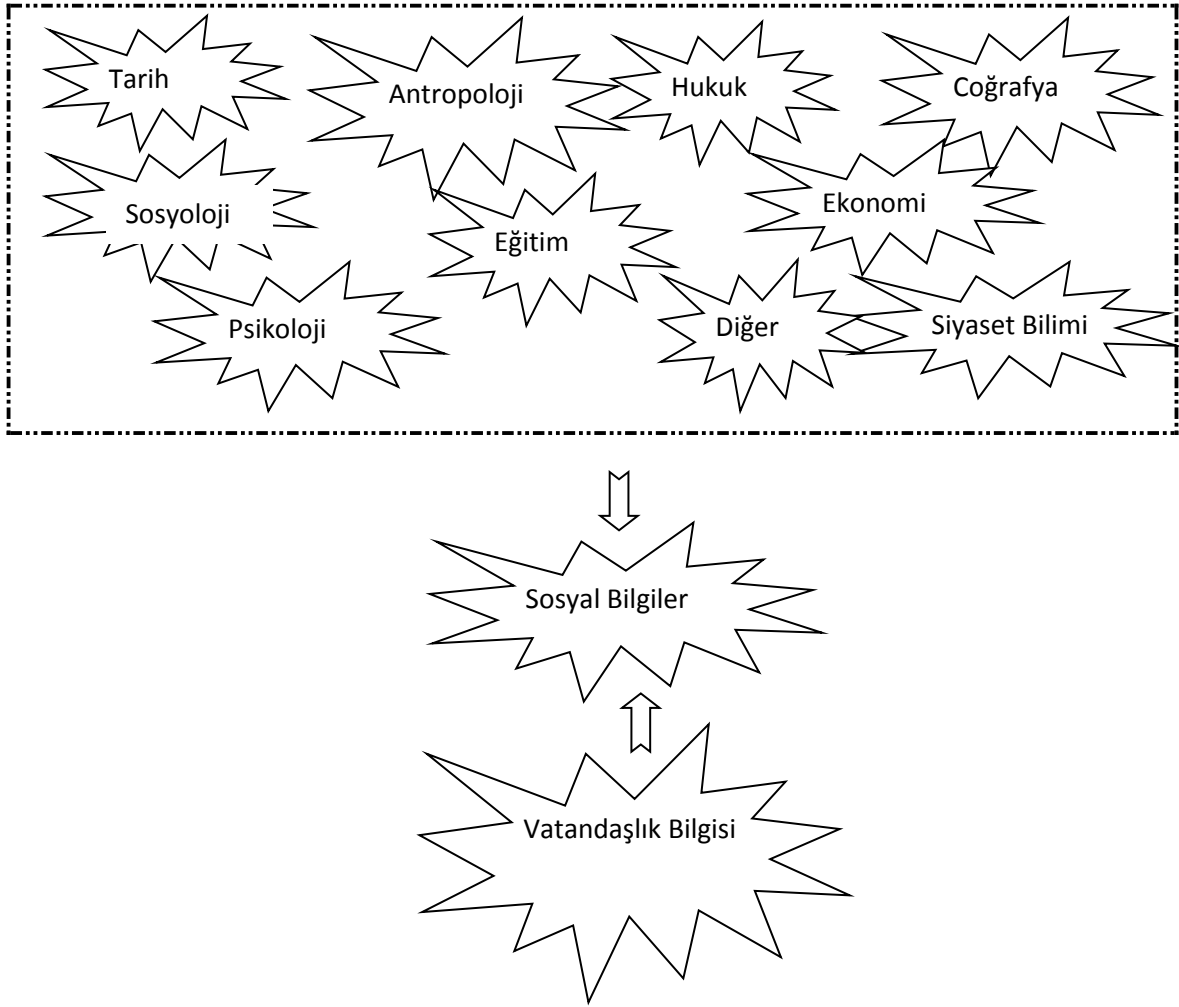 Tarih
Antropoloji
Hukuk
Coğrafya
Sosyoloji
Eğitim
Ekonomi
Psikoloji
Diğer
Siyaset Bilimi
Sosyal Bilgiler
Vatandaşlık Bilgisi